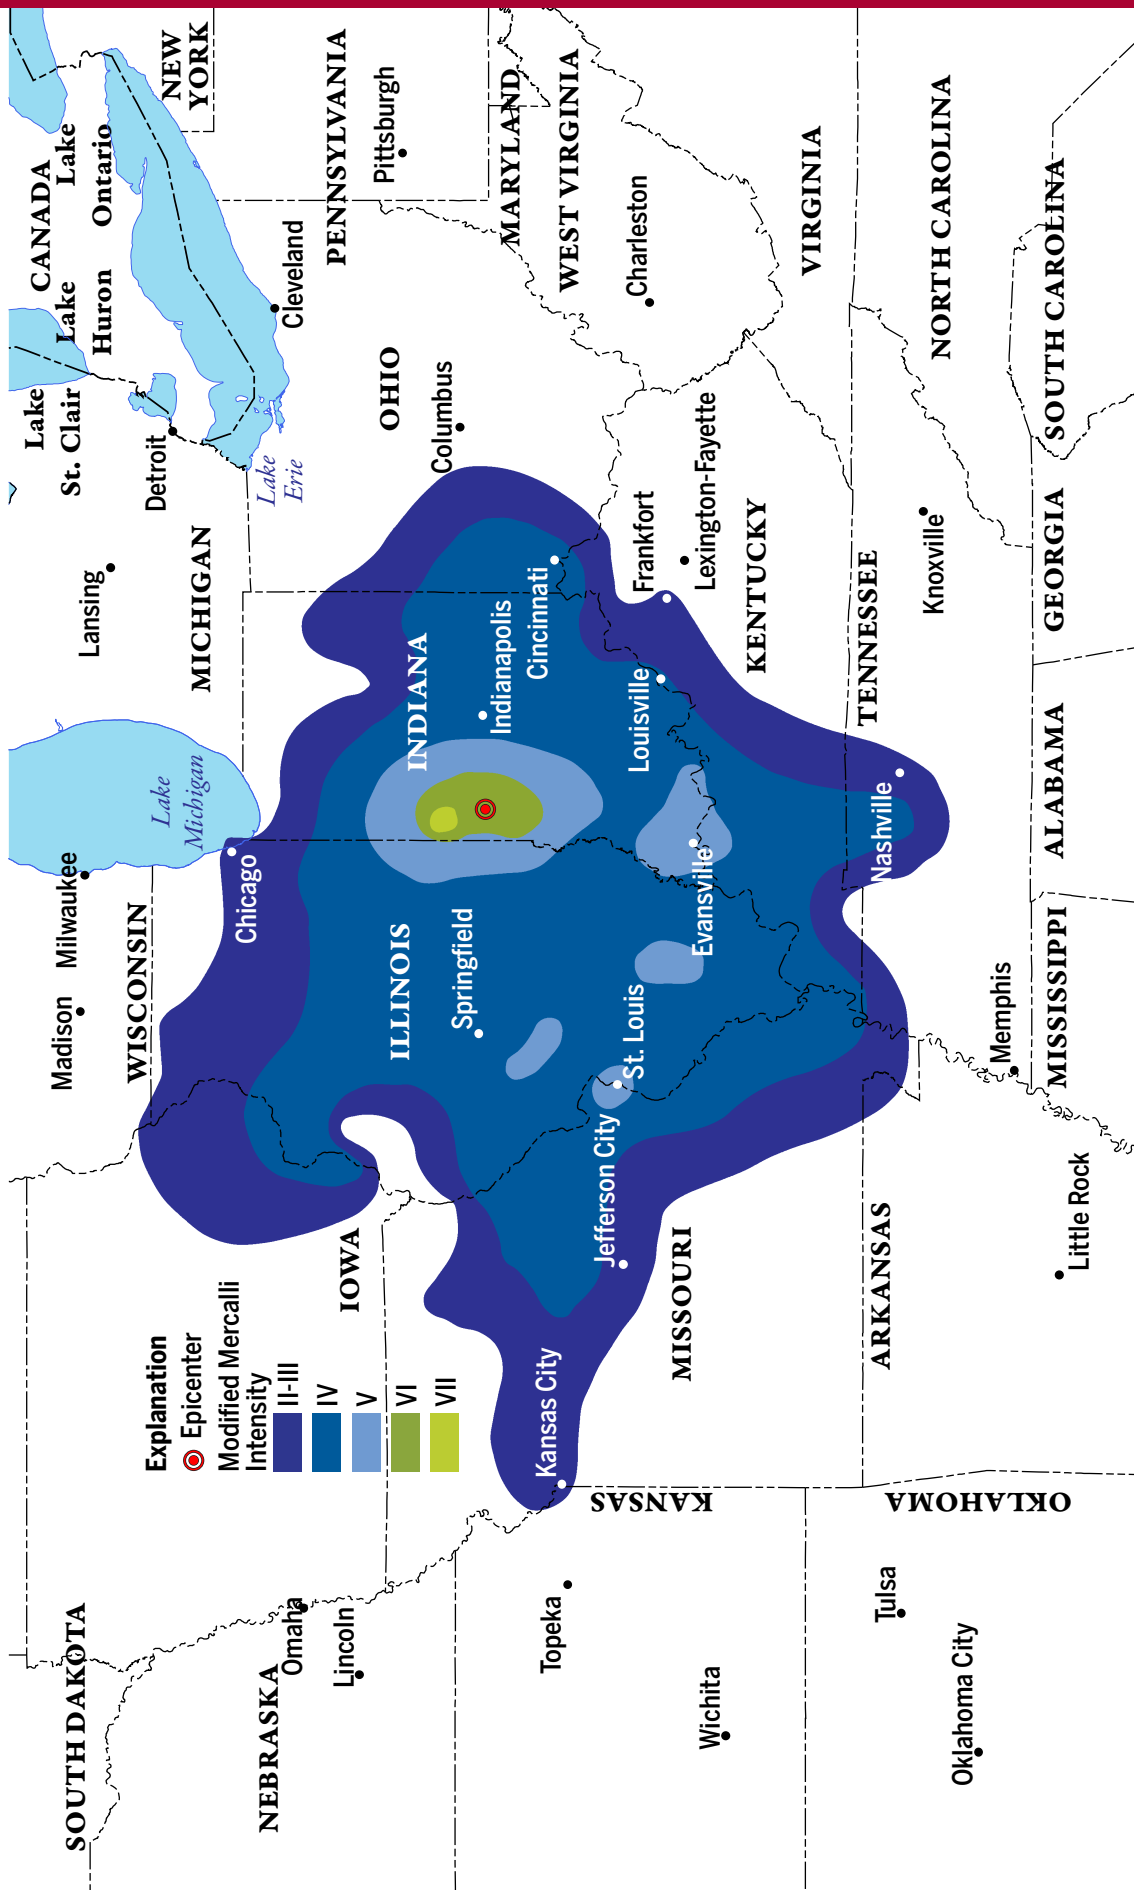 Explanation
Epicenter
Modified Mercalli
Intensity
II-III
IV
V
VI
VII
SOUTH DAKOTA
NEBRASKA
Omaha
Lincoln
KANSAS
Topeka
Wichita
OKLAHOMA
Tulsa
Oklahoma City
IOWA
MISSOURI
Kansas City
Jefferson City
St. Louis
ARKANSAS
Little Rock
WISCONSIN
Madison
Milwaukee
ILLINOIS
Chicago
Springfield
Lake
Michigan
MICHIGAN
Lansing
Detroit
INDIANA
Indianapolis
Evansville
KENTUCKY
Louisville
Frankfort
Lexington-Fayette
TENNESSEE
Nashville
Memphis
Knoxville
MISSISSIPPI
ALABAMA
GEORGIA
OHIO
Cincinnati
Columbus
Cleveland
Lake
St. Clair
Lake
Erie
Lake
Huron
CANADA
Lake
Ontario
NEW
YORK
PENNSYLVANIA
Pittsburgh
MARYLAND
WEST VIRGINIA
Charleston
VIRGINIA
NORTH CAROLINA
SOUTH CAROLINA